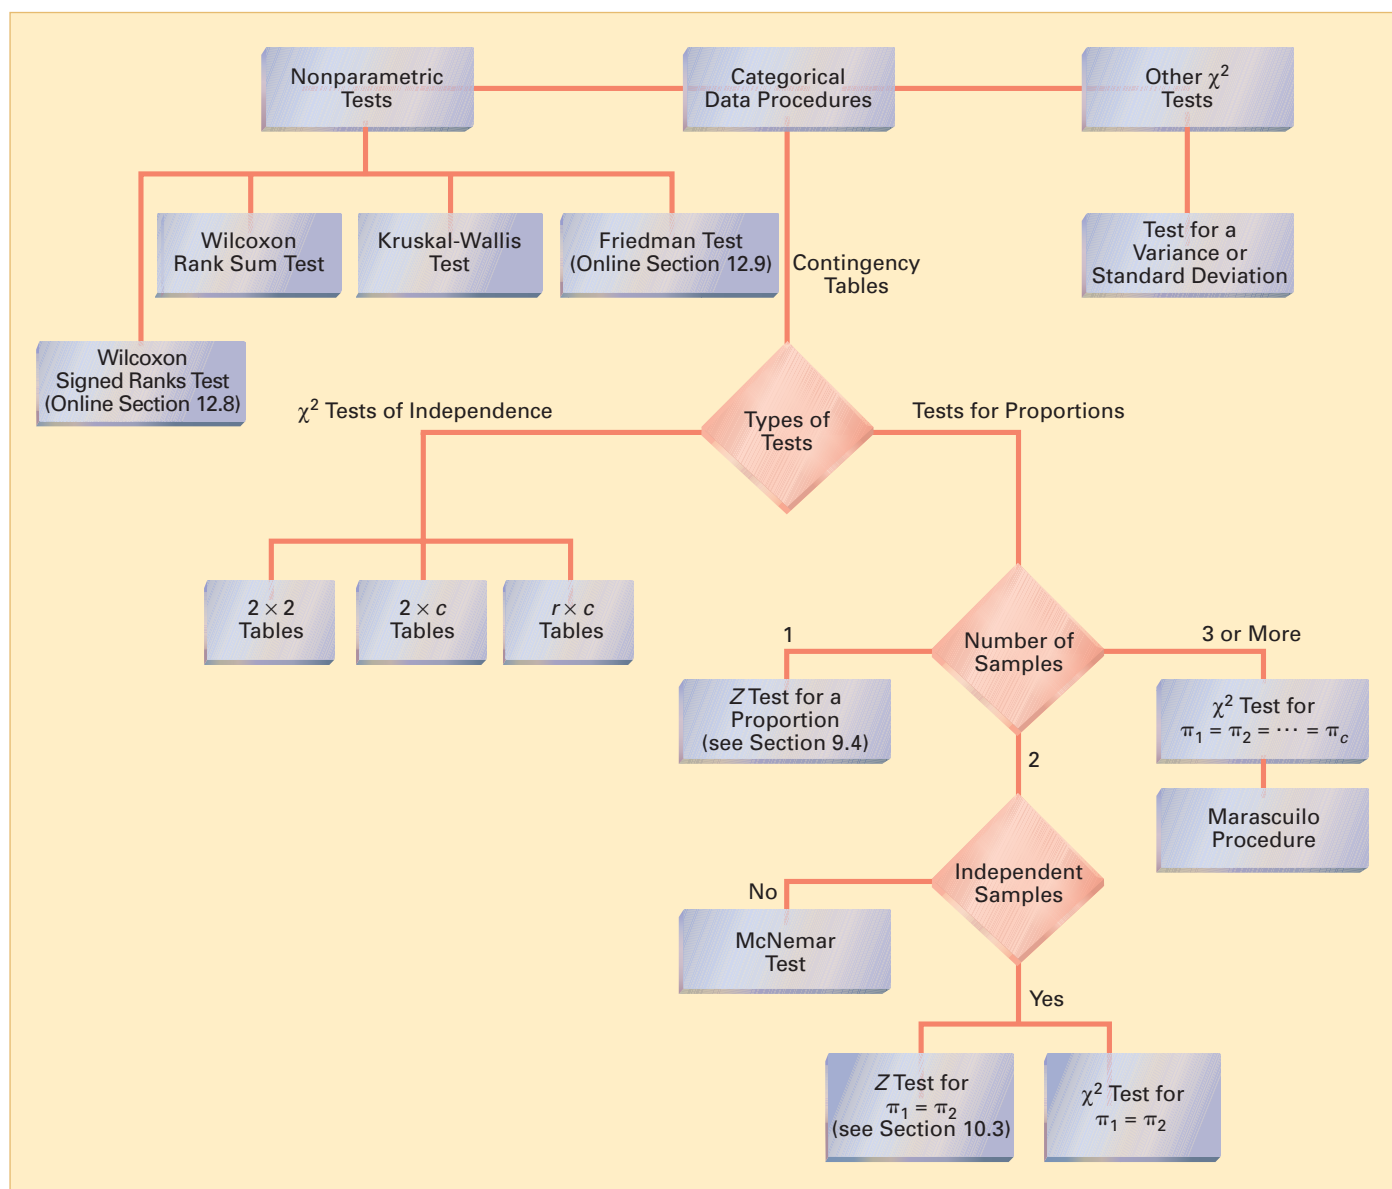 Nonparametric
Tests
Categorical
Data Procedures
Other χ²
Tests
Wilcoxon
Rank Sum Test
Kruskal-Wallis
Test
Friedman Test
(Online Section 12.9)
Contingency
Tables
Test for a
Variance or
Standard Deviation
Wilcoxon
Signed Ranks Test
(Online Section 12.8)
χ² Tests of Independence
Types of
Tests
Tests for Proportions
2 × 2
Tables
2 × c
Tables
r × c
Tables
1
Number of
Samples
3 or More
Z Test for a
Proportion
(see Section 9.4)
χ² Test for
π₁ = π₂ = ··· = π_c
2
Marascuilo
Procedure
Independent
Samples
No
McNemar
Test
Yes
Z Test for
π₁ = π₂
(see Section 10.3)
χ² Test for
π₁ = π₂